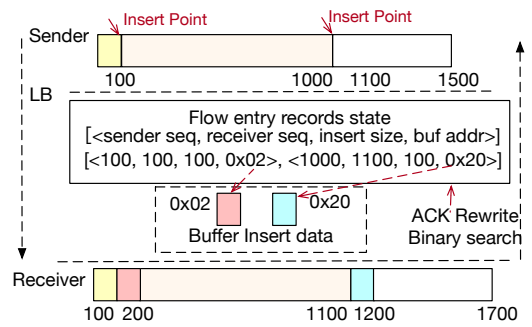 Insert Point Insert Point
Sender
100 1000 1100 1500
LB
Flow entry records state
[<sender seq, receiver seq, insert size, buf addr>]
[<100, 100, 100, 0x02>, <1000, 1100, 100, 0x20>]
0x02 0x20
Buffer Insert data
ACK Rewrite
Binary search
Receiver
100 200 1100 1200 1700